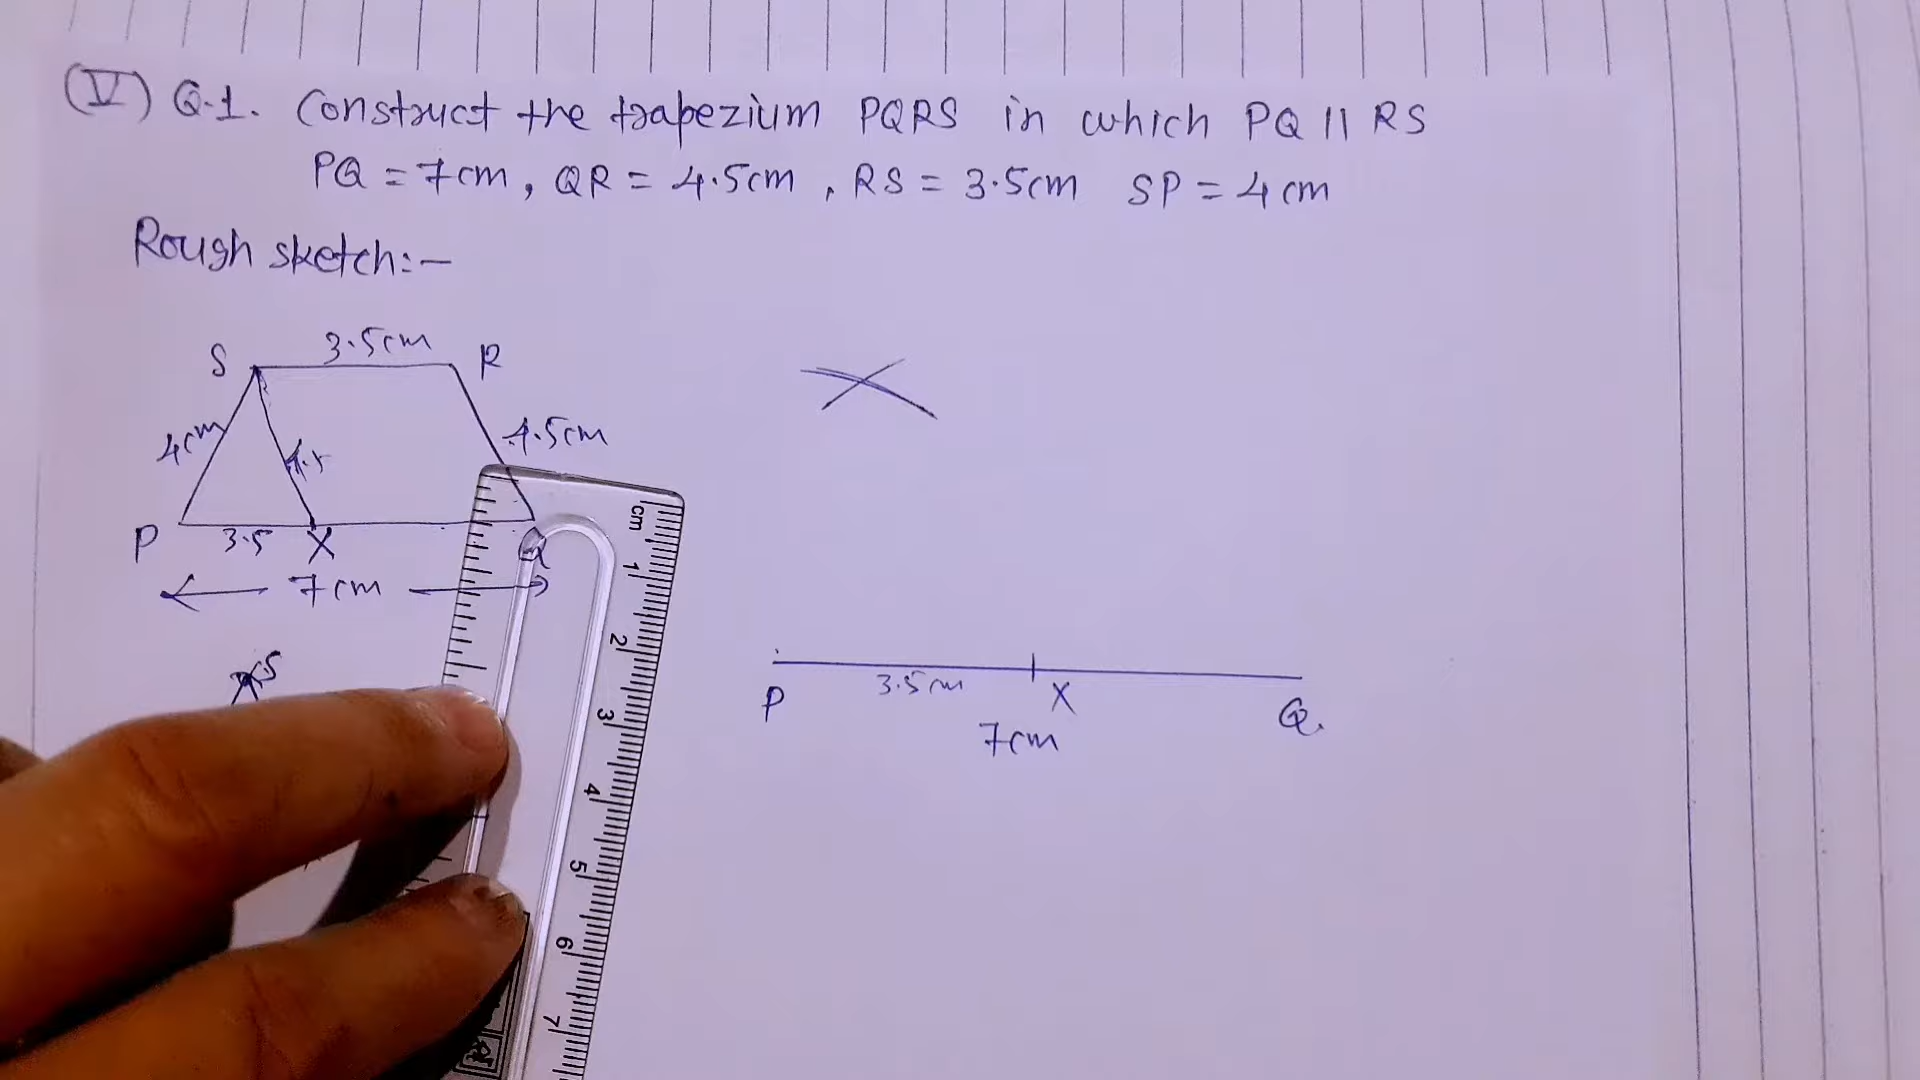 (V) Q.1. Construct the trapezium PQRS in which PQ || RS
PQ = 7cm, QR = 4.5cm, RS = 3.5cm SP = 4cm
Rough sketch:-
S 3.5cm R
4cm 4.5cm
P 3.5 X Q
7cm
S
P 3.5cm X Q.
7cm
cm
1
2
3
4
5
6
7